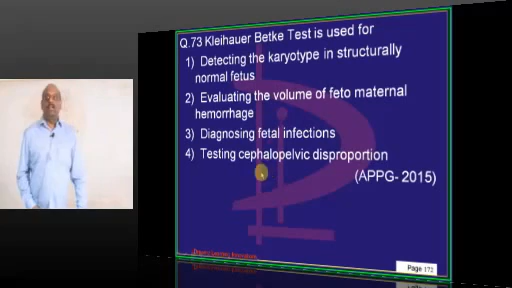 Q.73 Kleihauer Betke Test is used for
1) Detecting the karyotype in structurally
normal fetus
2) Evaluating the volume of feto maternal
hemorrhage
3) Diagnosing fetal infections
4) Testing cephalopelvic disproportion
(APPG- 2015)
Page 172